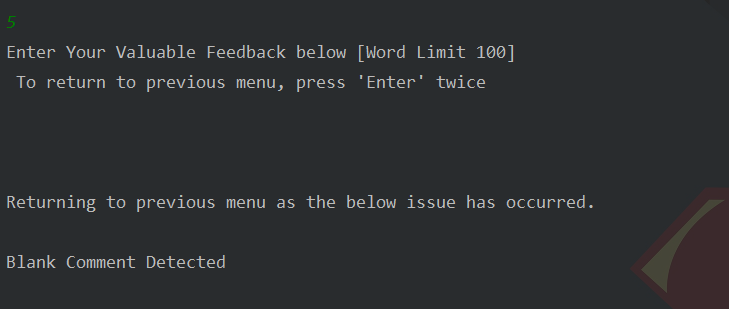 5
Enter Your Valuable Feedback below [Word Limit 100]
To return to previous menu, press 'Enter' twice
Returning to previous menu as the below issue has occurred.
Blank Comment Detected